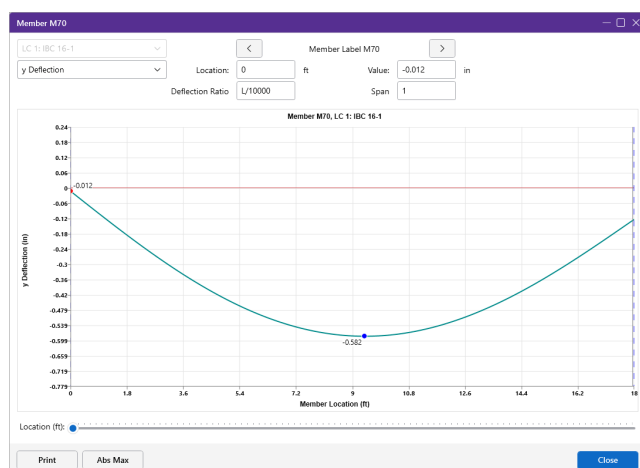 Member M70
LC 1: IBC 16-1
Member Label M70
y Deflection
Location: 0 ft
Value: -0.012 in
Deflection Ratio L/10000
Span 1
Member M70, LC 1: IBC 16-1
0.24
0.18
0.12
0.06
0
-0.012
-0.06
-0.12
-0.18
-0.24
-0.3
-0.36
-0.42
-0.479
-0.539
-0.599
-0.582
-0.659
-0.719
-0.779
y Deflection (in)
0 1.8 3.6 5.4 7.2 9 10.8 12.6 14.4 16.2 18
Member Location (ft)
Location (ft):
Print Abs Max Close